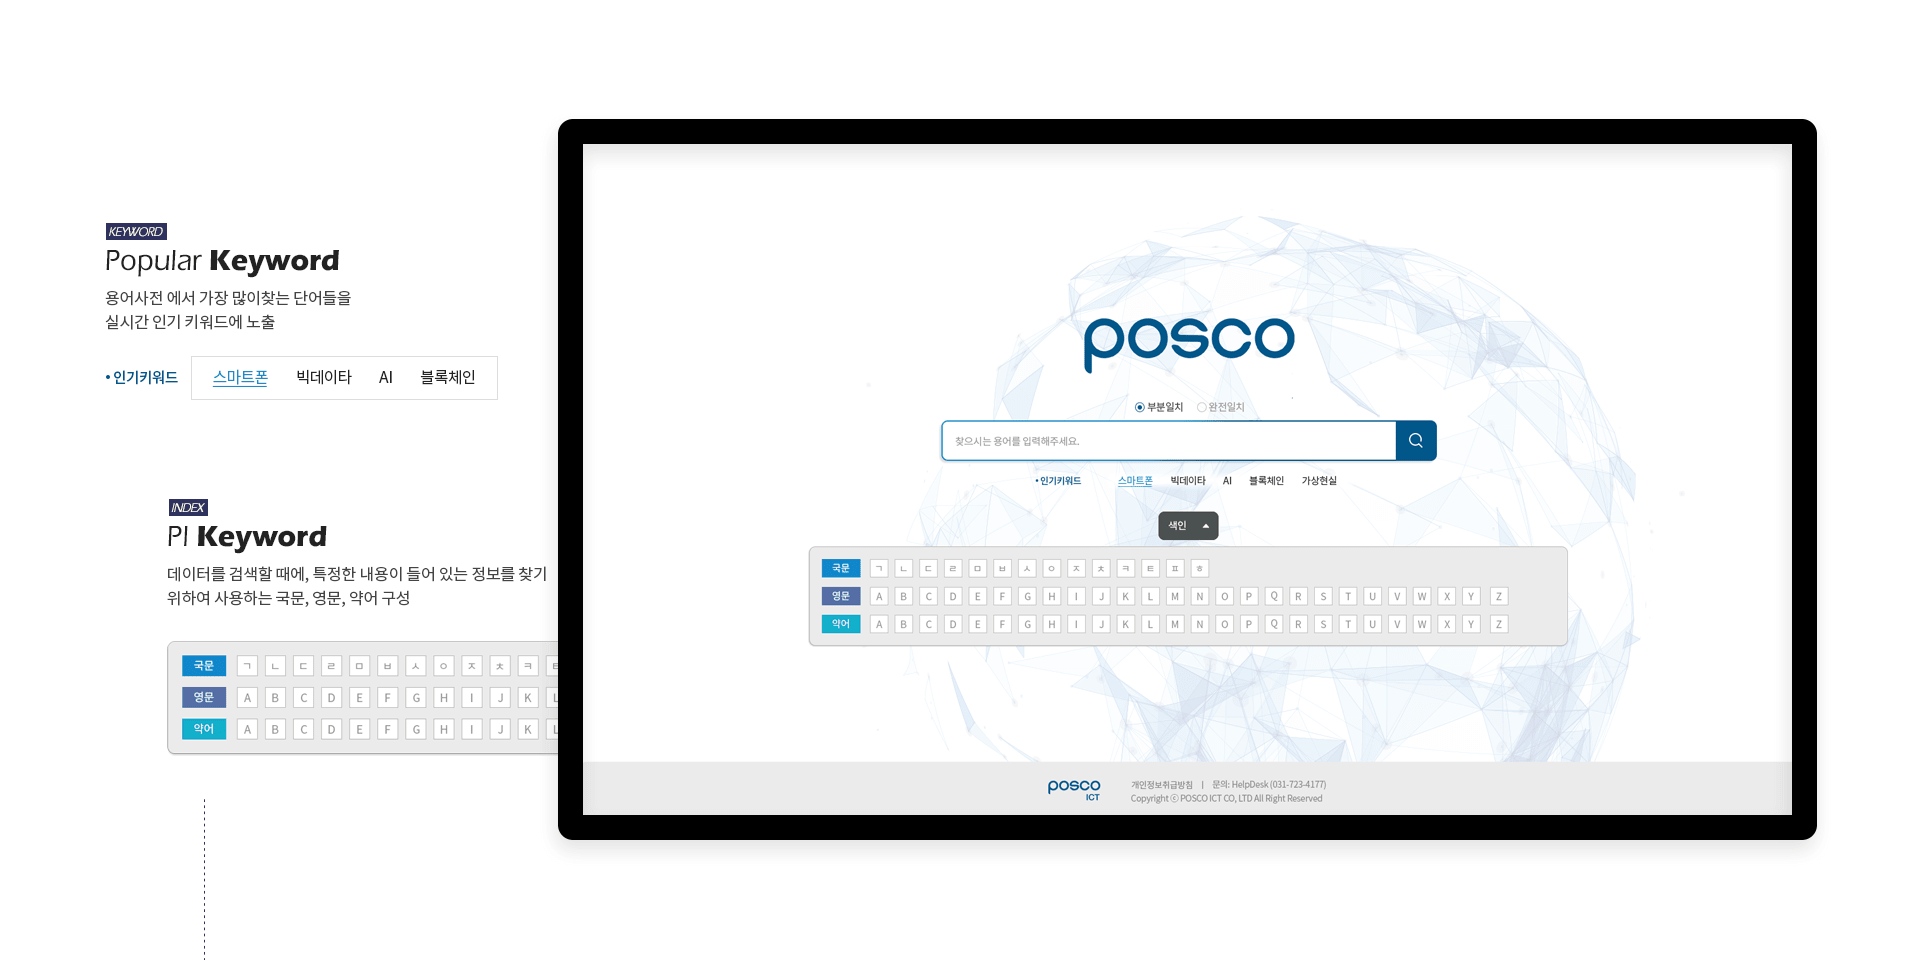 KEYWORD
Popular Keyword
용어사전 에서 가장 많이찾는 단어들을
실시간 인기 키워드에 노출
• 인기키워드 스마트폰 빅데이타 AI 블록체인
INDEX
PI Keyword
데이터를 검색할 때에, 특정한 내용이 들어 있는 정보를 찾기
위하여 사용하는 국문, 영문, 약어 구성
국문 ㄱ ㄴ ㄷ ㄹ ㅁ ㅂ ㅅ ㅇ ㅈ ㅊ ㅋ ㅌ
영문 A B C D E F G H I J K L
약어 A B C D E F G H I J K L
posco
부분일치 완전일치
찾으시는 용어를 입력해주세요.
• 인기키워드 스마트폰 빅데이타 AI 블록체인 가상현실
색인
국문 ㄱ ㄴ ㄷ ㄹ ㅁ ㅂ ㅅ ㅇ ㅈ ㅊ ㅋ ㅌ ㅍ ㅎ
영문 A B C D E F G H I J K L M N O P Q R S T U V W X Y Z
약어 A B C D E F G H I J K L M N O P Q R S T U V W X Y Z
posco
ICT
개인정보취급방침 | 문의: HelpDesk (031-723-4177)
Copyright ⓒ POSCO ICT CO, LTD All Right Reserved